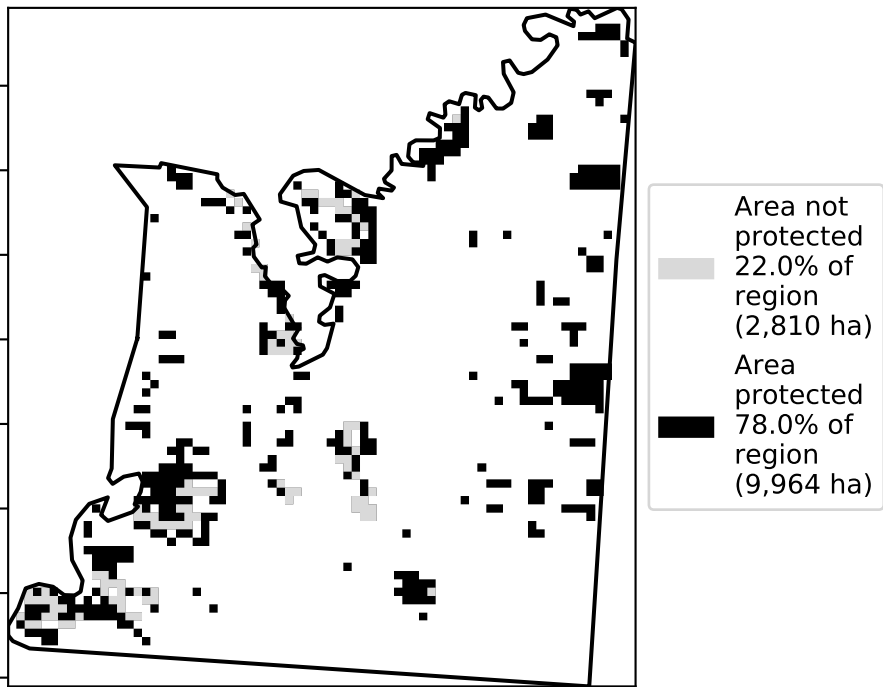 Area not
protected
22.0% of
region
(2,810 ha)
Area
protected
78.0% of
region
(9,964 ha)